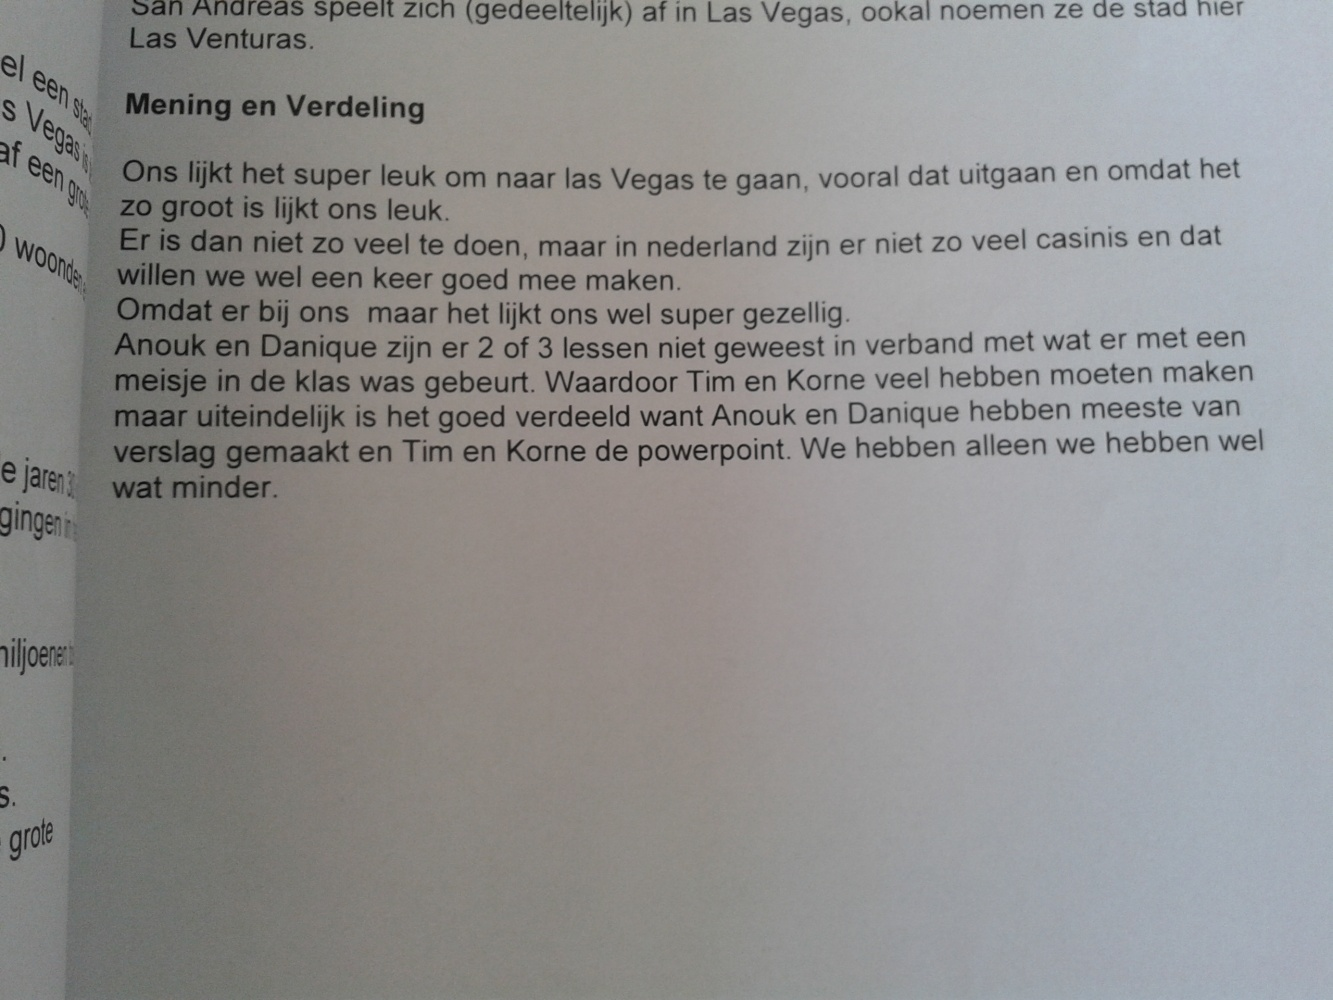 San Andreas speelt zich (gedeeltelijk) af in Las Vegas, ookal noemen ze de stad hier
Las Venturas.
Mening en Verdeling
Ons lijkt het super leuk om naar las Vegas te gaan, vooral dat uitgaan en omdat het
zo groot is lijkt ons leuk.
Er is dan niet zo veel te doen, maar in nederland zijn er niet zo veel casinis en dat
willen we wel een keer goed mee maken.
Omdat er bij ons  maar het lijkt ons wel super gezellig.
Anouk en Danique zijn er 2 of 3 lessen niet geweest in verband met wat er met een
meisje in de klas was gebeurt. Waardoor Tim en Korne veel hebben moeten maken
maar uiteindelijk is het goed verdeeld want Anouk en Danique hebben meeste van
verslag gemaakt en Tim en Korne de powerpoint. We hebben alleen we hebben wel
wat minder.
el een stad
s Vegas is
af een grote
woonden
e jaren
gingen
miljoenen
s.
grote